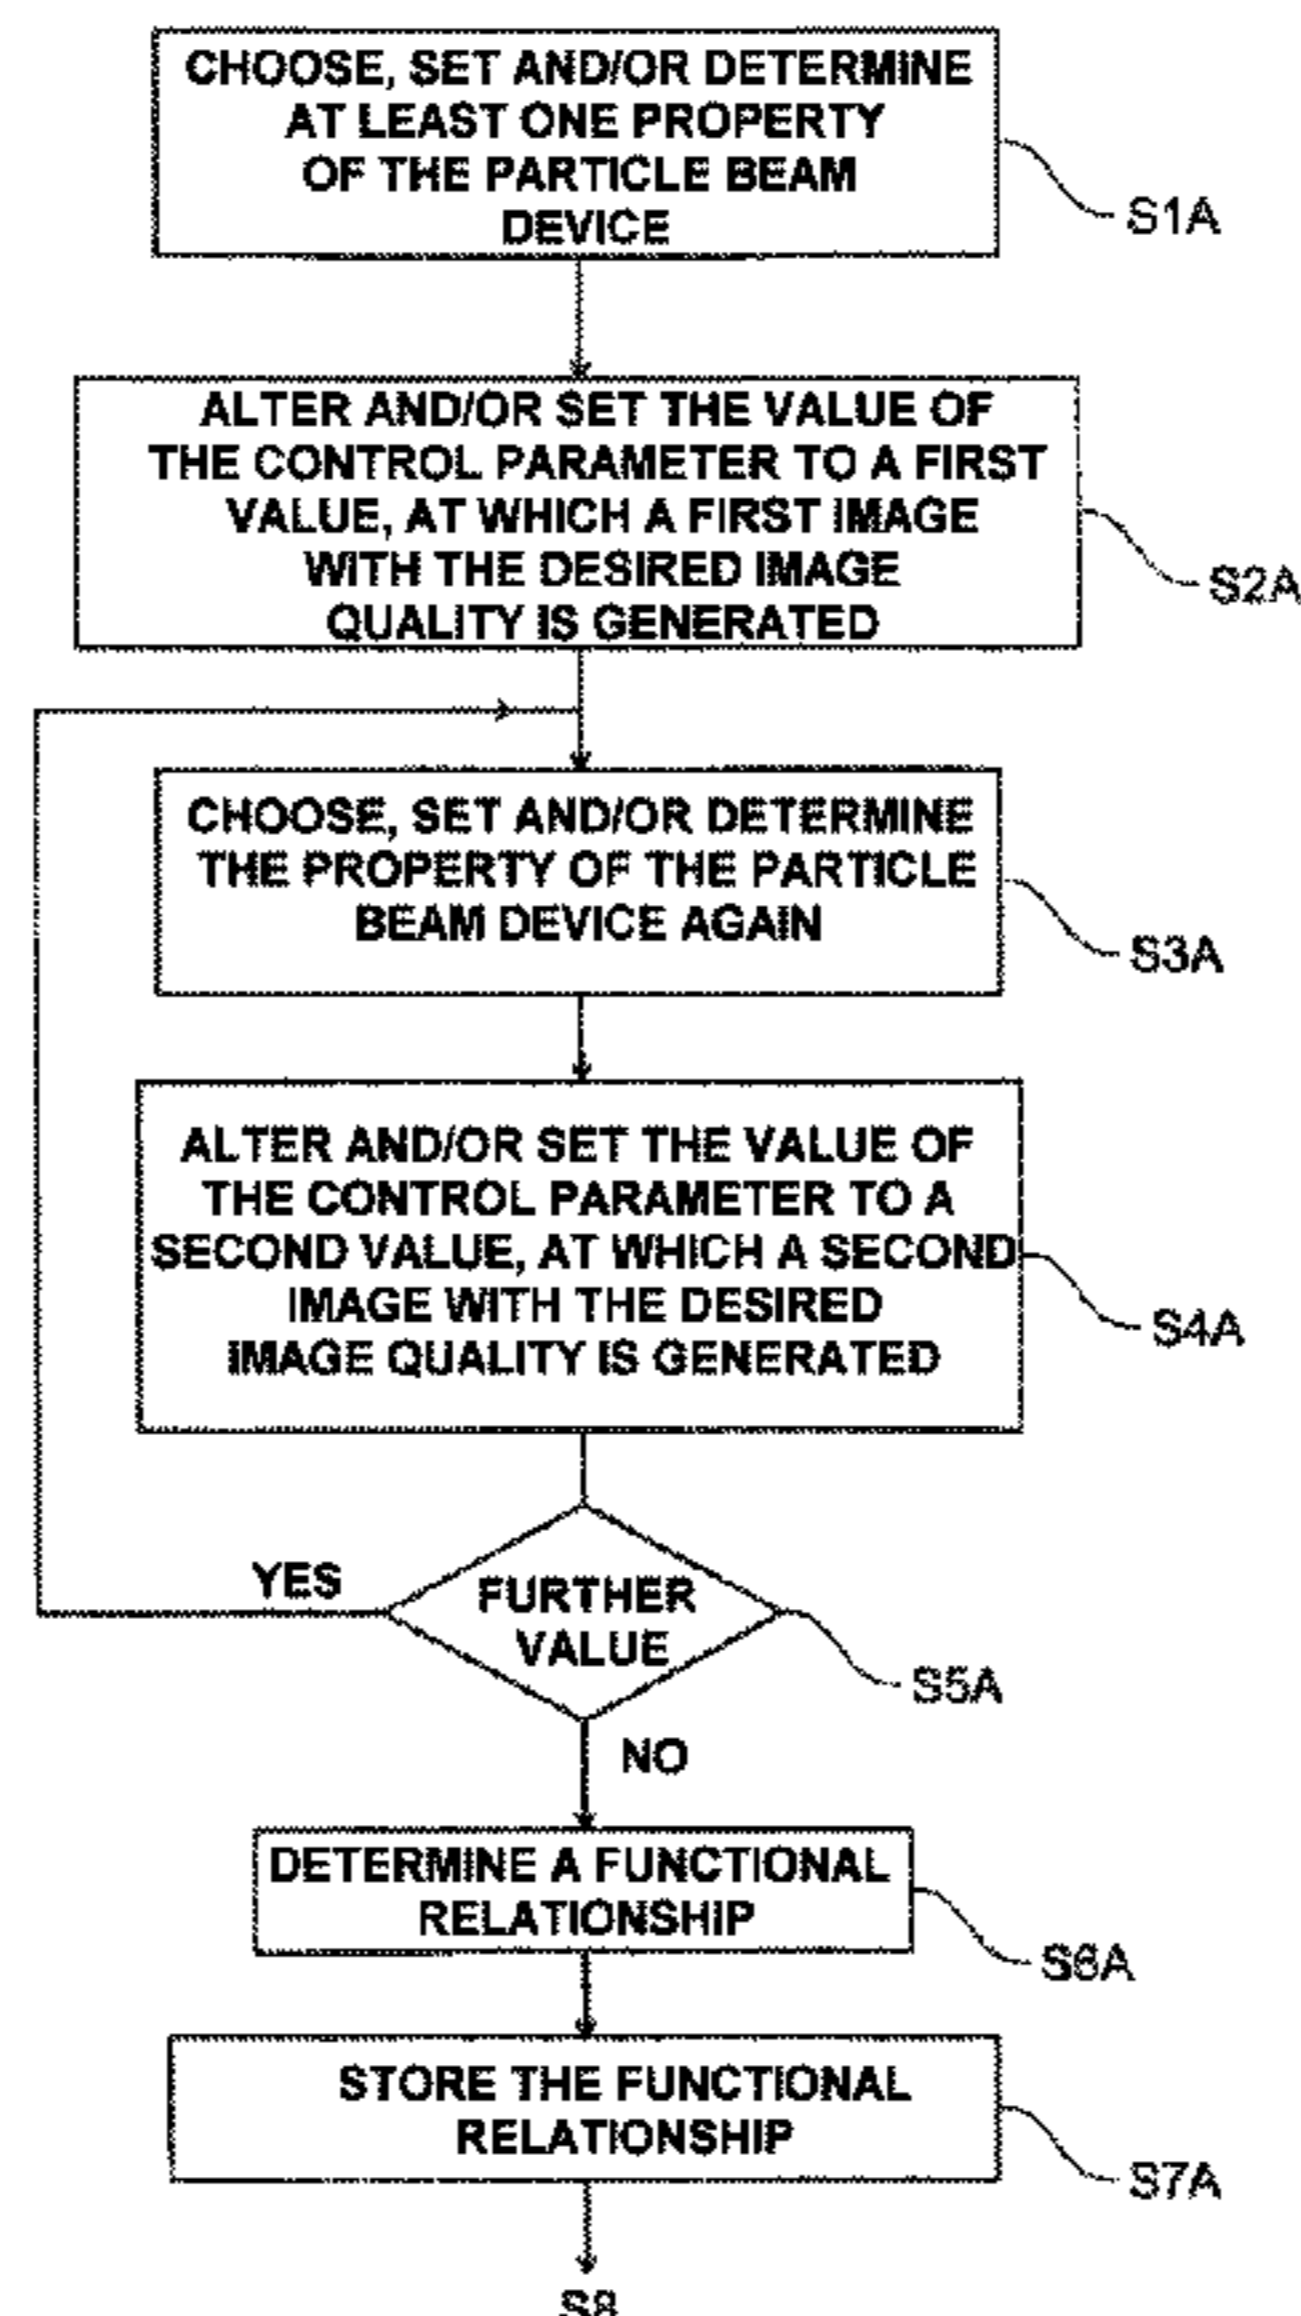 CHOOSE, SET AND/OR DETERMINE
AT LEAST ONE PROPERTY
OF THE PARTICLE BEAM
DEVICE
S1A
ALTER AND/OR SET THE VALUE OF
THE CONTROL PARAMETER TO A FIRST
VALUE, AT WHICH A FIRST IMAGE
WITH THE DESIRED IMAGE
QUALITY IS GENERATED
S2A
CHOOSE, SET AND/OR DETERMINE
THE PROPERTY OF THE PARTICLE
BEAM DEVICE AGAIN
S3A
ALTER AND/OR SET THE VALUE OF
THE CONTROL PARAMETER TO A
SECOND VALUE, AT WHICH A SECOND
IMAGE WITH THE DESIRED
IMAGE QUALITY IS GENERATED
S4A
YES
FURTHER
VALUE
S5A
NO
DETERMINE A FUNCTIONAL
RELATIONSHIP
S6A
STORE THE FUNCTIONAL
RELATIONSHIP
S7A
S8